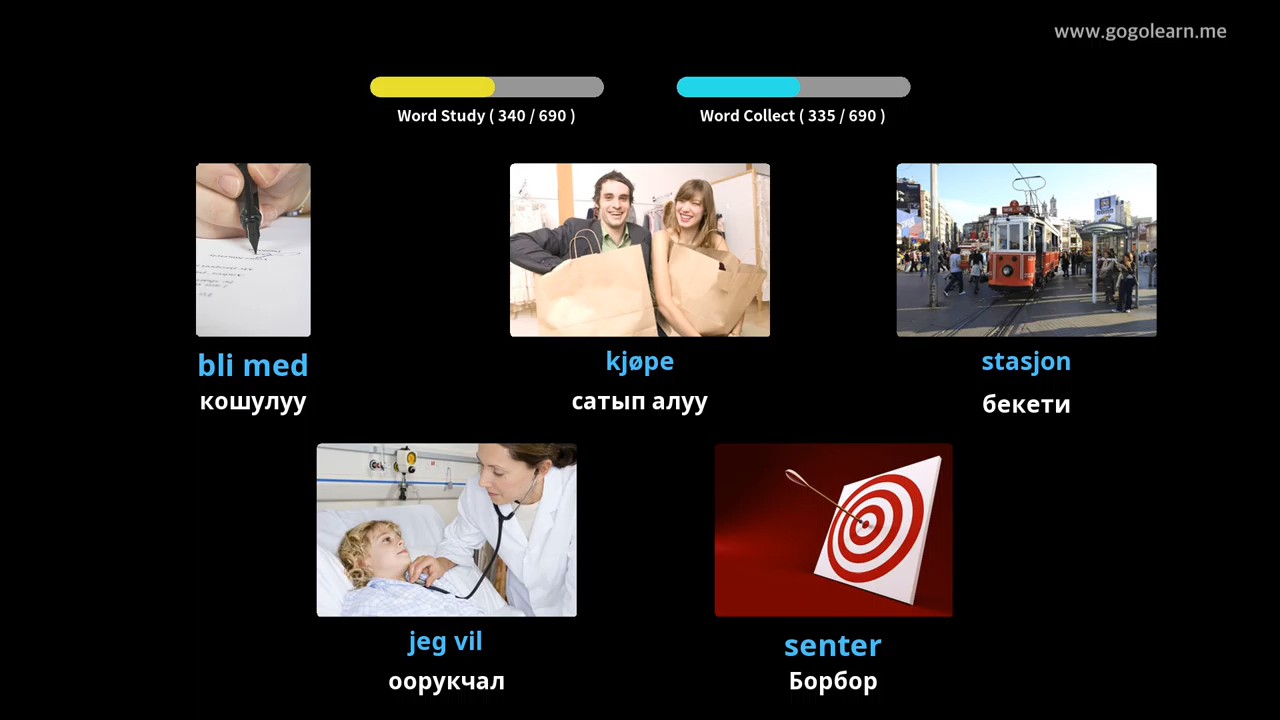 www.gogolearn.me
Word Study ( 340 / 690 )
Word Collect ( 335 / 690 )
bli med
кошулуу
kjøpe
сатып алуу
stasjon
бекети
jeg vil
оорукчал
senter
Борбор